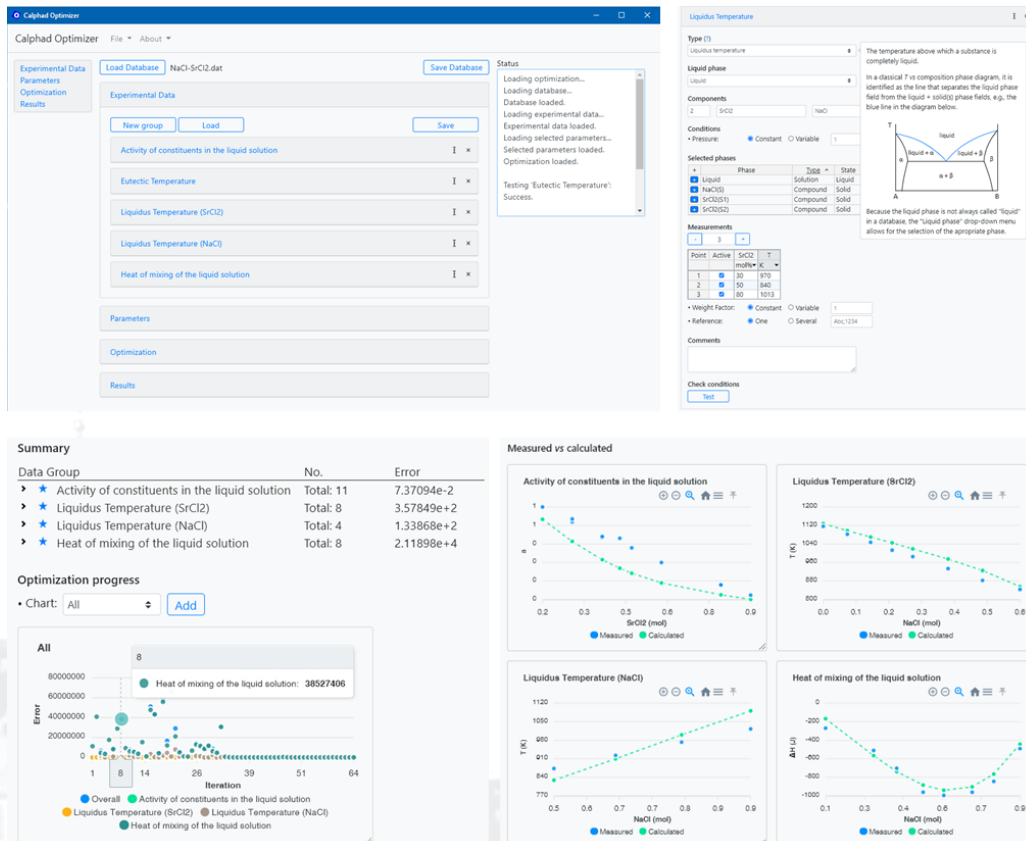 Calphad Optimizer
Calphad Optimizer File About
Experimental Data
Parameters
Optimization
Results
Load Database NaCl-SrCl2.dat Save Database
Experimental Data
New group Load Save
Activity of constituents in the liquid solution
Eutectic Temperature
Liquidus Temperature (SrCl2)
Liquidus Temperature (NaCl)
Heat of mixing of the liquid solution
Parameters
Optimization
Results
Status
Loading optimization...
Loading database...
Database loaded.
Loading experimental data...
Experimental data loaded.
Loading selected parameters...
Selected parameters loaded.
Optimization loaded.
Testing 'Eutectic Temperature':
Success.
Liquidus Temperature
Type (?)
Liquidus temperature
Liquid phase
Liquid
Components
2 SrCl2 NaCl
Conditions
• Pressure: Constant Variable 1
Selected phases
+ Phase Type State
Liquid Solution Liquid
NaCl(S) Compound Solid
SrCl2(S1) Compound Solid
SrCl2(S2) Compound Solid
Measurements
- 3 +
Point Active SrCl2 T
mol% K
1 30 970
2 50 840
3 80 1013
• Weight Factor: Constant Variable 1
• Reference: One Several Abc,1234
Comments
Check conditions
Test
The temperature above which a substance is
completely liquid.
In a classical T vs composition phase diagram, it is
identified as the line that separates the liquid phase
field from the liquid + solid(s) phase fields, e.g., the
blue line in the diagram below.
T
liquid
liquid + α liquid + β
α β
α + β
A B
Because the liquid phase is not always called "liquid"
in a database, the "Liquid phase" drop-down menu
allows for the selection of the apropriate phase.
Summary
Data Group No. Error
Activity of constituents in the liquid solution Total: 11 7.37094e-2
Liquidus Temperature (SrCl2) Total: 8 3.57849e+2
Liquidus Temperature (NaCl) Total: 4 1.33868e+2
Heat of mixing of the liquid solution Total: 8 2.11898e+4
Optimization progress
• Chart: All Add
All
8
Heat of mixing of the liquid solution: 38527406
80000000
60000000
40000000
20000000
0
Error
1 8 14 26 39 51 64
Iteration
Overall Activity of constituents in the liquid solution
Liquidus Temperature (SrCl2) Liquidus Temperature (NaCl)
Heat of mixing of the liquid solution
Measured vs calculated
Activity of constituents in the liquid solution
1
1
0
0
0
0
a
0.2 0.3 0.5 0.6 0.8 0.9
SrCl2 (mol)
Measured Calculated
Liquidus Temperature (SrCl2)
1200
1120
1040
960
880
800
T (K)
0.0 0.1 0.2 0.4 0.5 0.6
NaCl (mol)
Measured Calculated
Liquidus Temperature (NaCl)
1120
1050
980
910
840
770
T (K)
0.5 0.6 0.7 0.7 0.8 0.9
NaCl (mol)
Measured Calculated
Heat of mixing of the liquid solution
0
-200
-400
-600
-800
-1000
ΔH (J)
0.1 0.3 0.4 0.6 0.7 0.9
NaCl (mol)
Measured Calculated